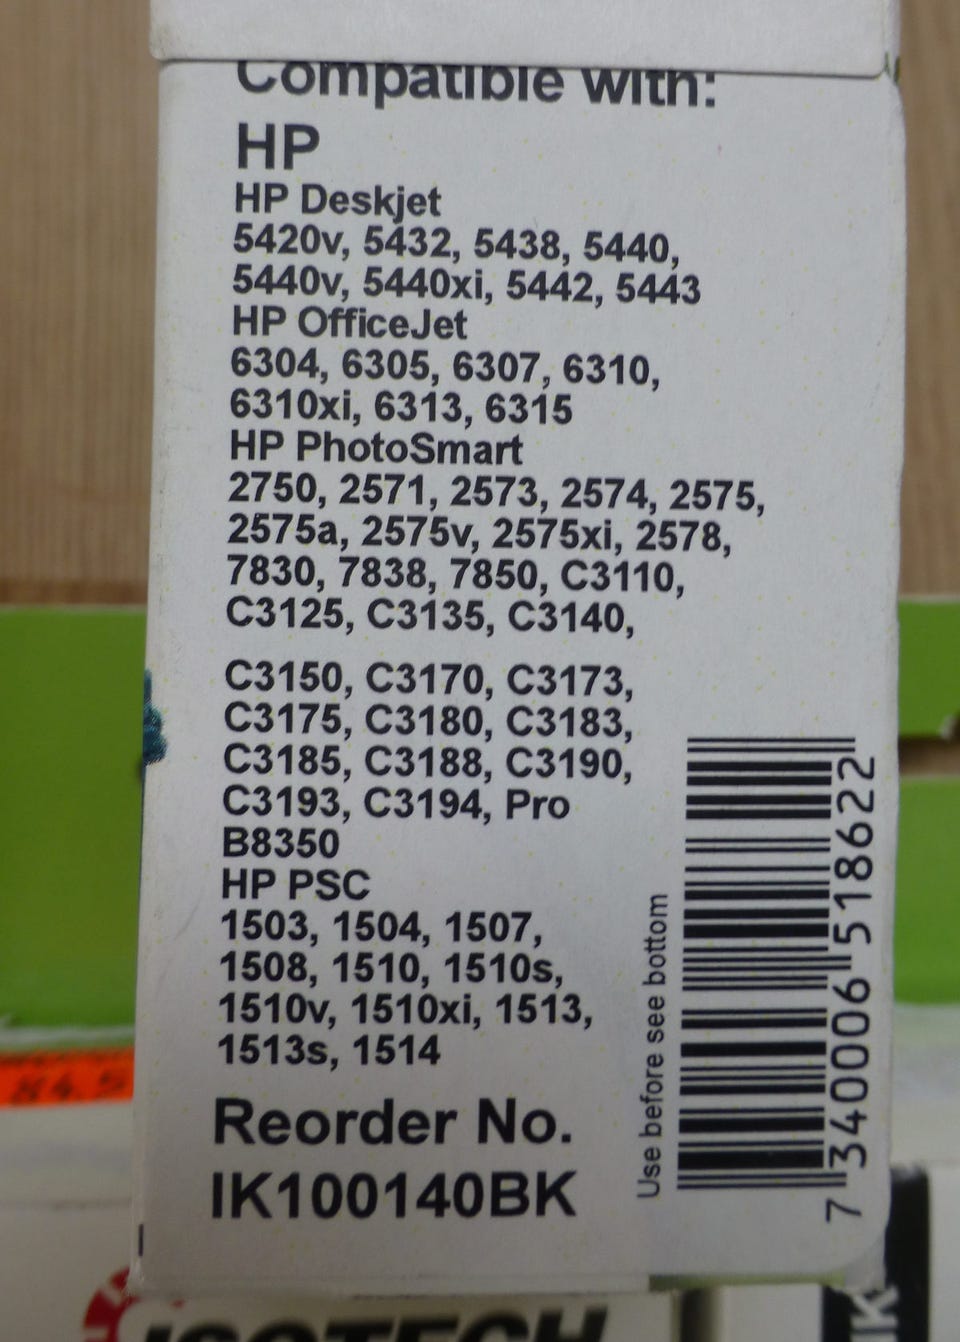 Compatible with:
HP
HP Deskjet
5420v, 5432, 5438, 5440,
5440v, 5440xi, 5442, 5443
HP OfficeJet
6304, 6305, 6307, 6310,
6310xi, 6313, 6315
HP PhotoSmart
2750, 2571, 2573, 2574, 2575,
2575a, 2575v, 2575xi, 2578,
7830, 7838, 7850, C3110,
C3125, C3135, C3140,
C3150, C3170, C3173,
C3175, C3180, C3183,
C3185, C3188, C3190,
C3193, C3194, Pro
B8350
HP PSC
1503, 1504, 1507,
1508, 1510, 1510s,
1510v, 1510xi, 1513,
1513s, 1514
Reorder No.
IK100140BK
Use before see bottom
7 340006 518622